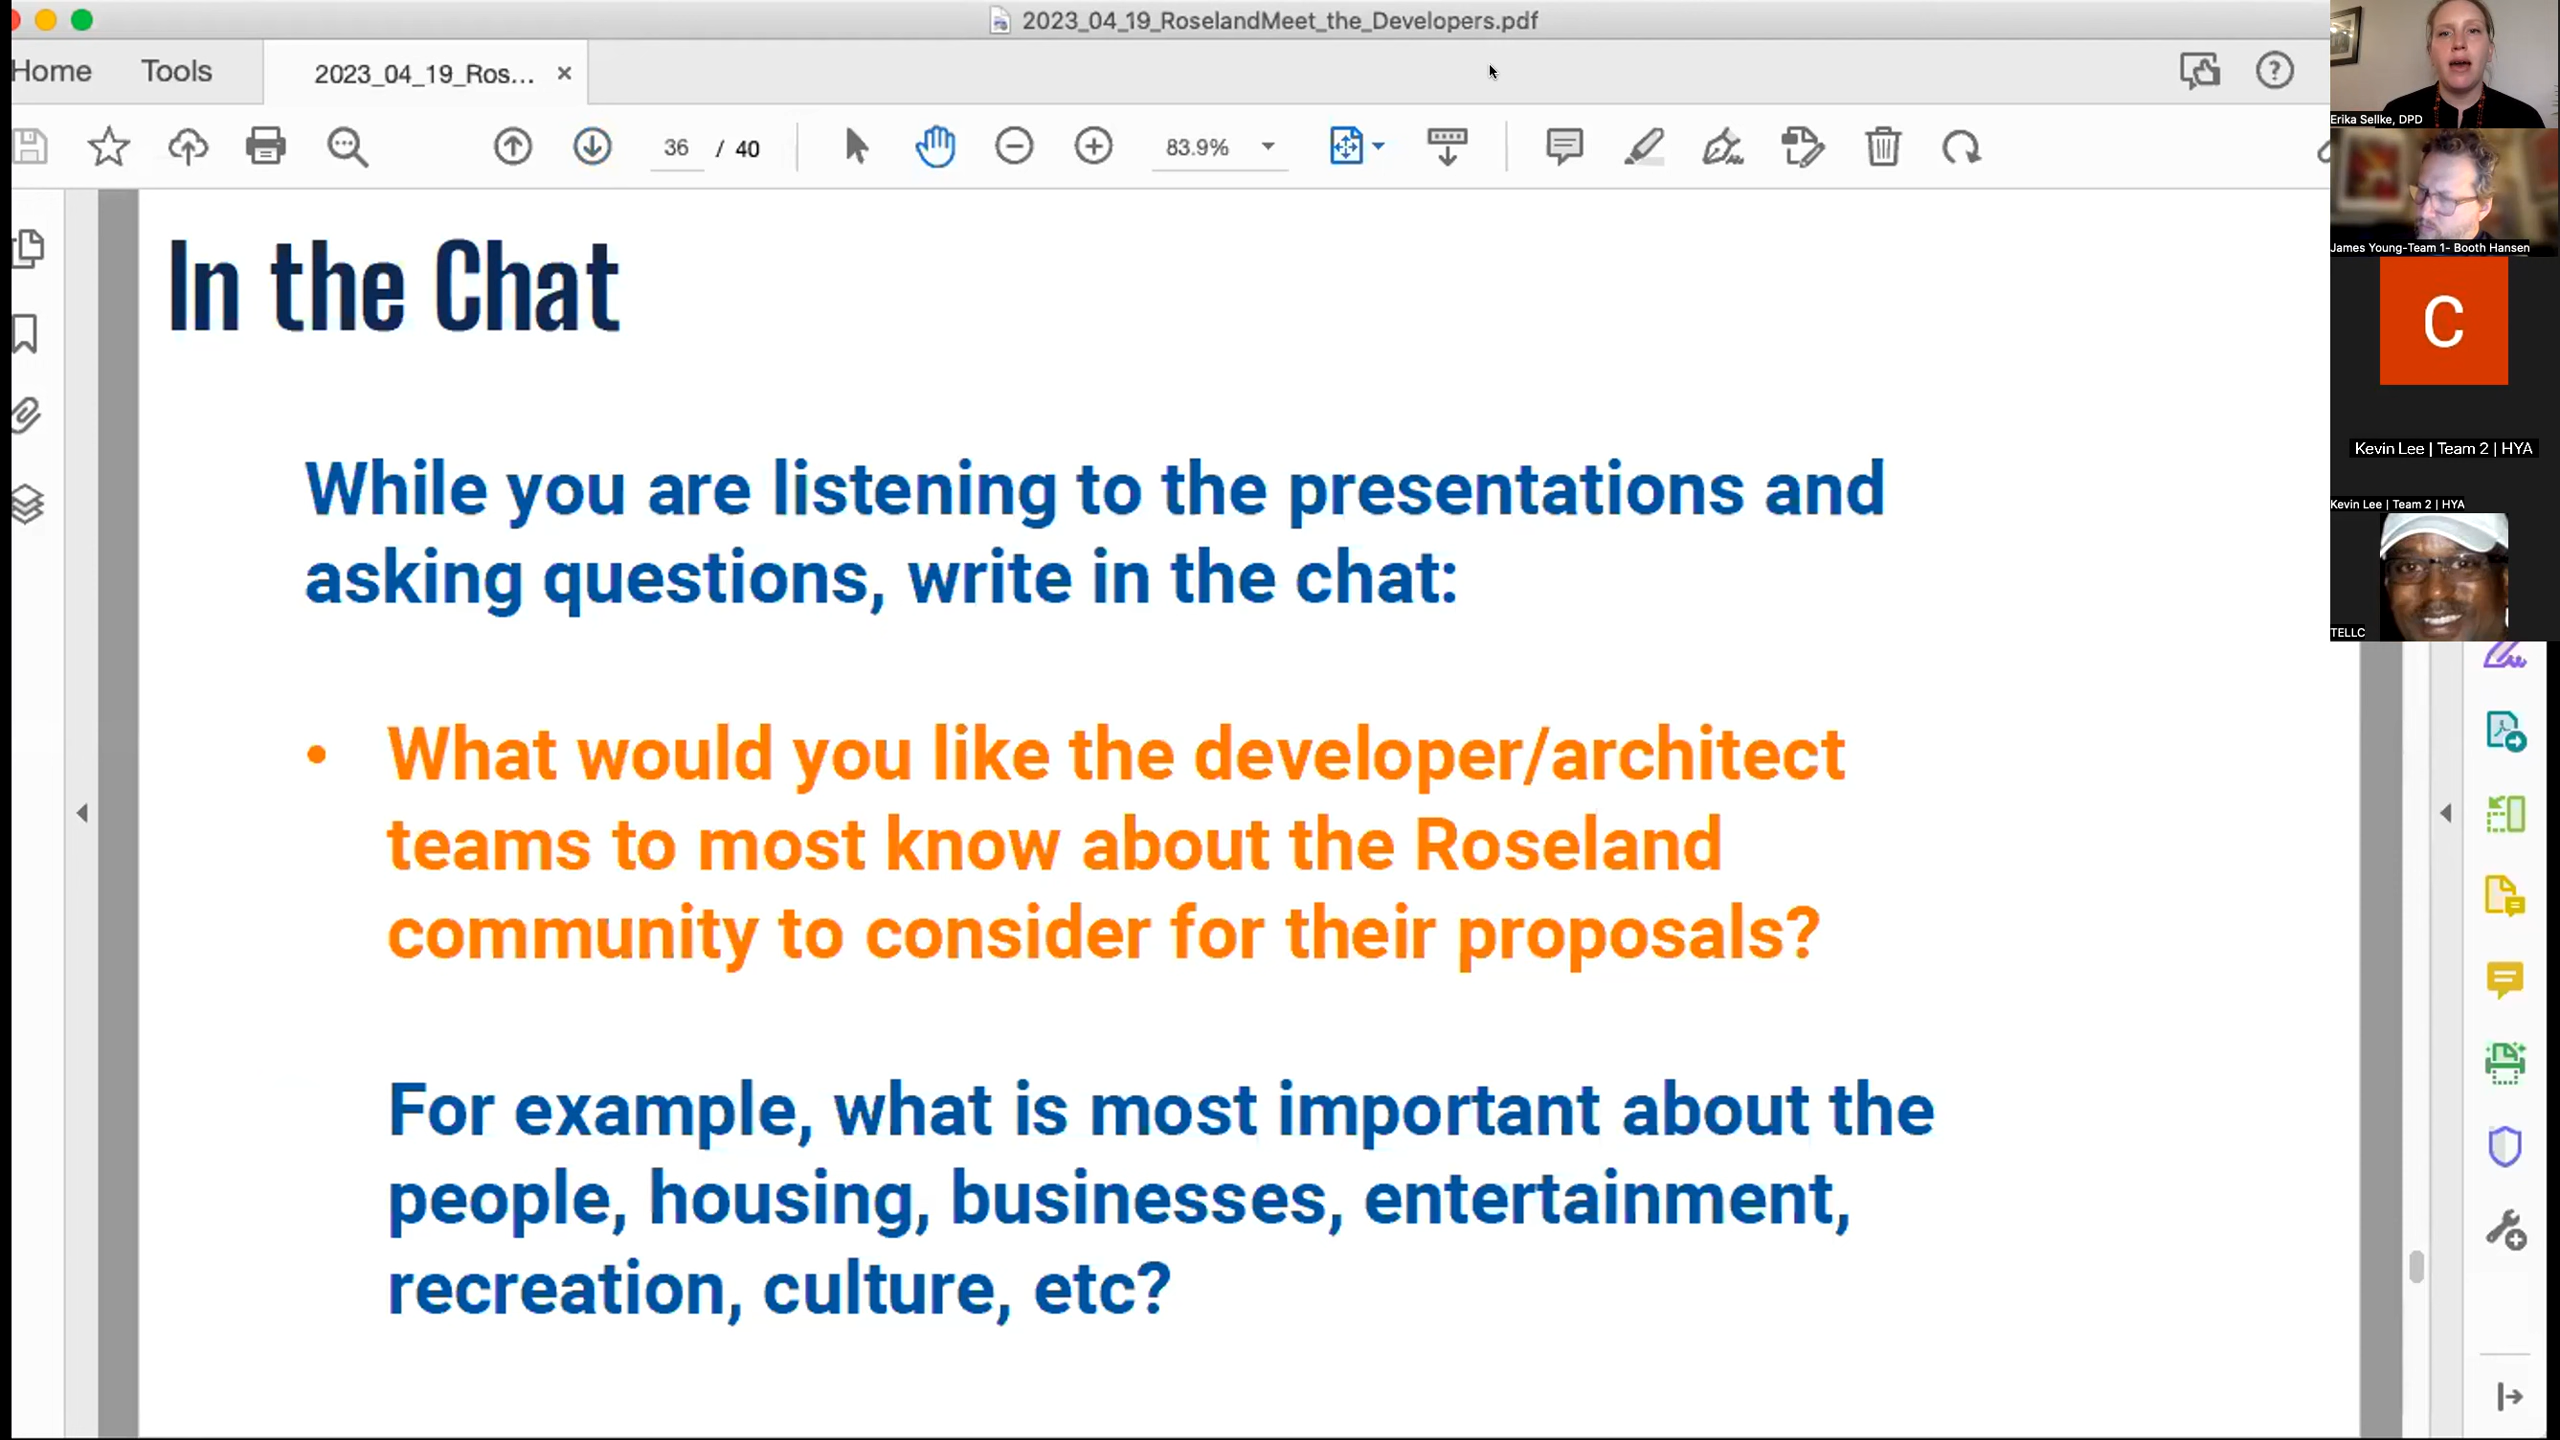 2023_04_19_RoselandMeet_the_Developers.pdf
Home
Tools
2023_04_19_Ros...
36 / 40
83.9%
In the Chat
While you are listening to the presentations and
asking questions, write in the chat:
• What would you like the developer/architect
teams to most know about the Roseland
community to consider for their proposals?
For example, what is most important about the
people, housing, businesses, entertainment,
recreation, culture, etc?
Erika Sellke, DPD
James Young-Team 1- Booth Hansen
C
Kevin Lee | Team 2 | HYA
Kevin Lee | Team 2 | HYA
TELLC